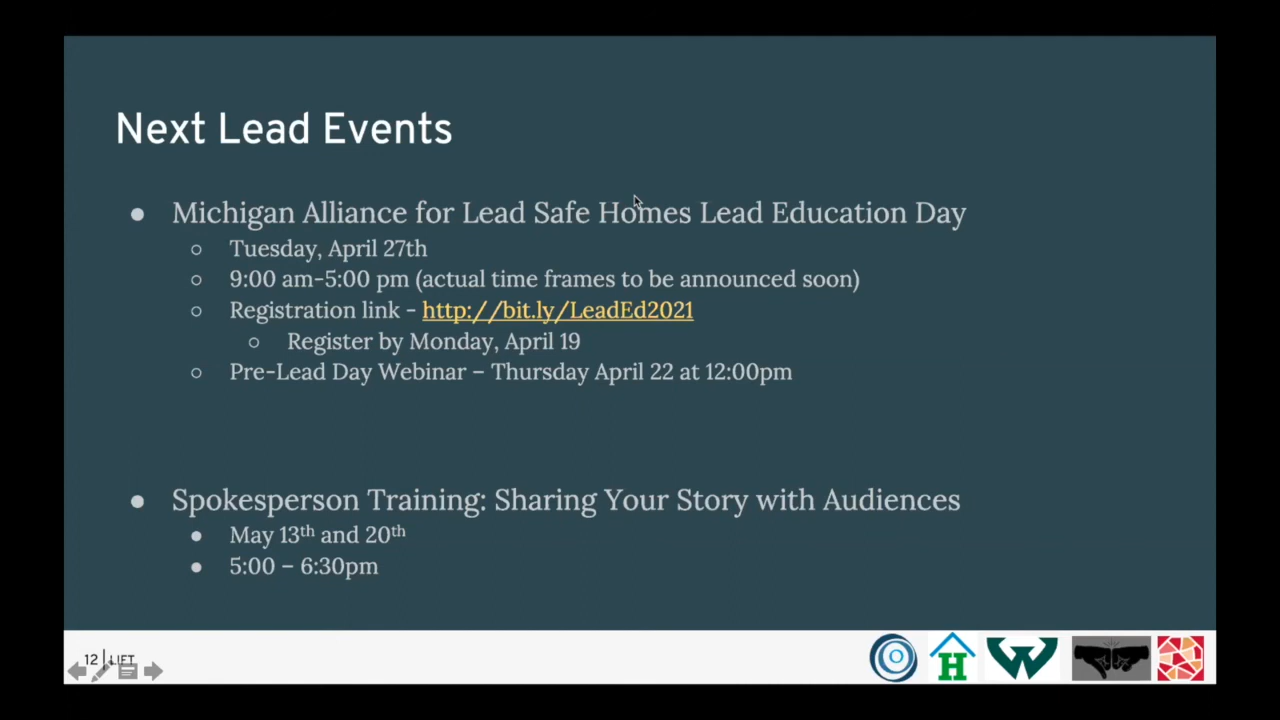 Next Lead Events
● Michigan Alliance for Lead Safe Homes Lead Education Day
○ Tuesday, April 27th
○ 9:00 am-5:00 pm (actual time frames to be announced soon)
○ Registration link - http://bit.ly/LeadEd2021
○ Register by Monday, April 19
○ Pre-Lead Day Webinar – Thursday April 22 at 12:00pm
● Spokesperson Training: Sharing Your Story with Audiences
● May 13th and 20th
● 5:00 – 6:30pm
12 | LIFT
H